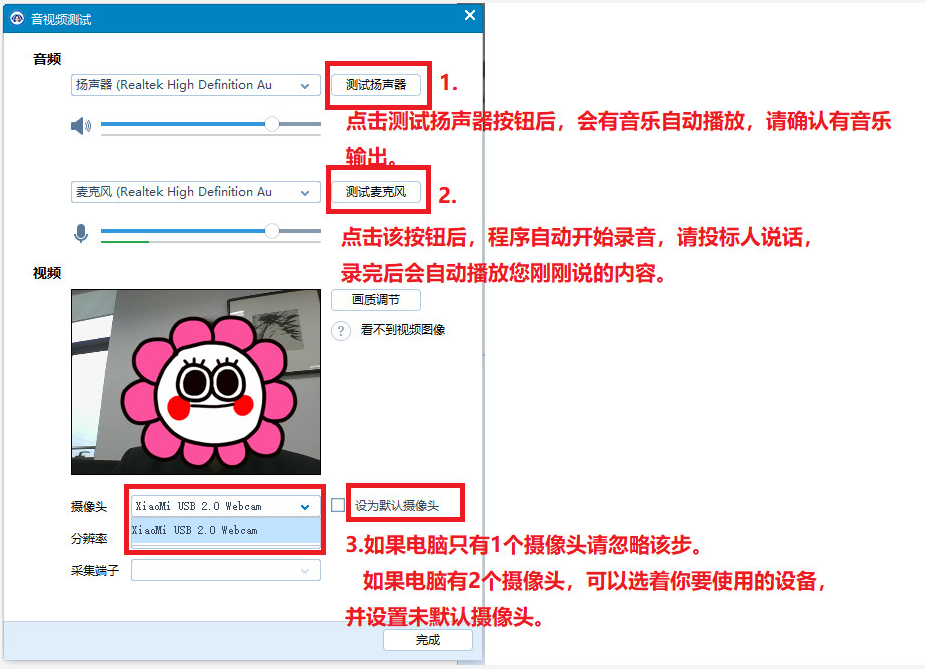 音视频测试
音频
扬声器 (Realtek High Definition Au
测试扬声器
1.
点击测试扬声器按钮后，会有音乐自动播放，请确认有音乐
输出。
麦克风 (Realtek High Definition Au
测试麦克风
2.
点击该按钮后，程序自动开始录音，请投标人说话，
录完后会自动播放您刚刚说的内容。
视频
画质调节
? 看不到视频图像
摄像头
XiaoMi USB 2.0 Webcam
设为默认摄像头
XiaoMi USB 2.0 Webcam
分辨率
3.如果电脑只有1个摄像头请忽略该步。
采集端子
如果电脑有2个摄像头，可以选着你要使用的设备，
并设置未默认摄像头。
完成